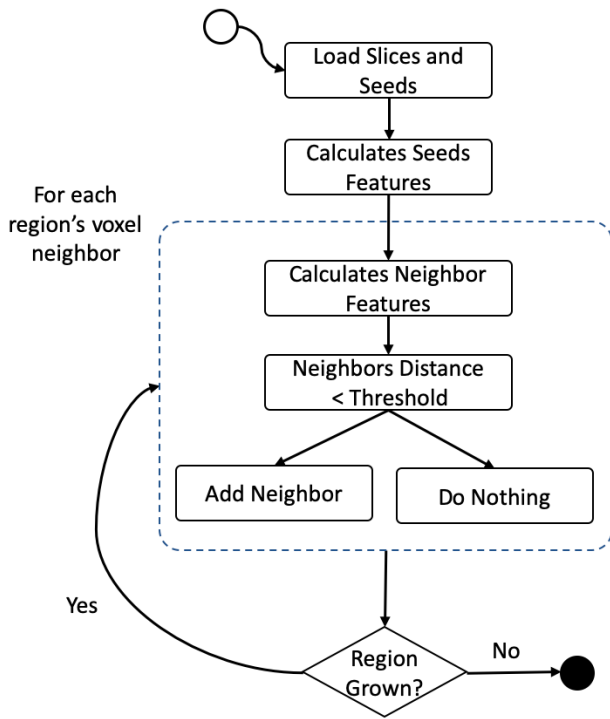 Load Slices and
Seeds
Calculates Seeds
Features
For each
region's voxel
neighbor
Calculates Neighbor
Features
Neighbors Distance
< Threshold
Add Neighbor
Do Nothing
Yes
Region
Grown?
No